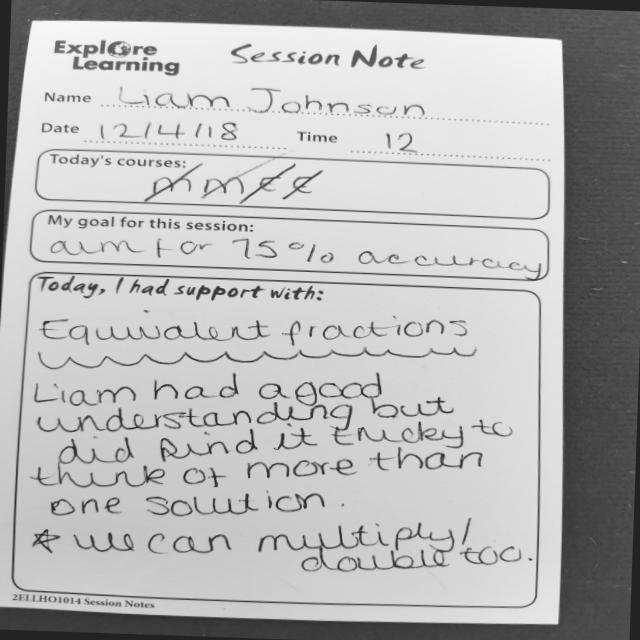 Explore Learning
Session Note
Name Liam Johnson
Date 12/4/18 Time 12
Today's courses:
m m € €
My goal for this session:
aim for 75% accuracy
Today, I had support with:
Equivalent fractions
Liam had a good
understanding but
did find it tricky to
think of more than
one solution.
* we can multiply/
double too.
2ELLHO1014 Session Notes